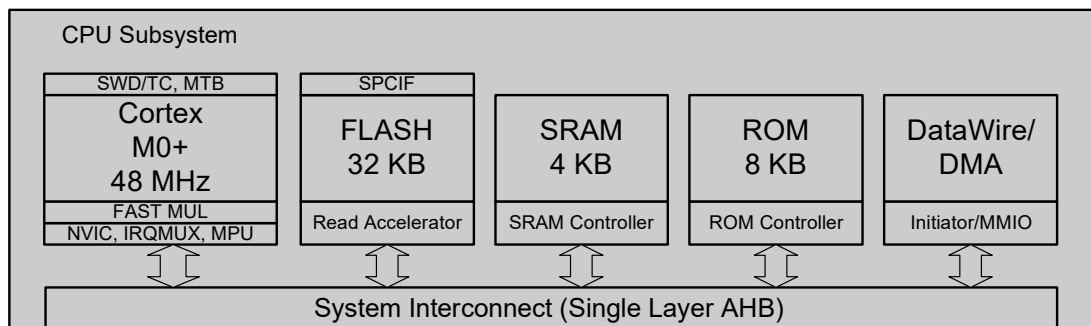 CPU Subsystem
SWD/TC, MTB
Cortex
M0+
48 MHz
FAST MUL
NVIC, IRQMUX, MPU
SPCIF
FLASH
32 KB
Read Accelerator
SRAM
4 KB
SRAM Controller
ROM
8 KB
ROM Controller
DataWire/
DMA
Initiator/MMIO
System Interconnect (Single Layer AHB)